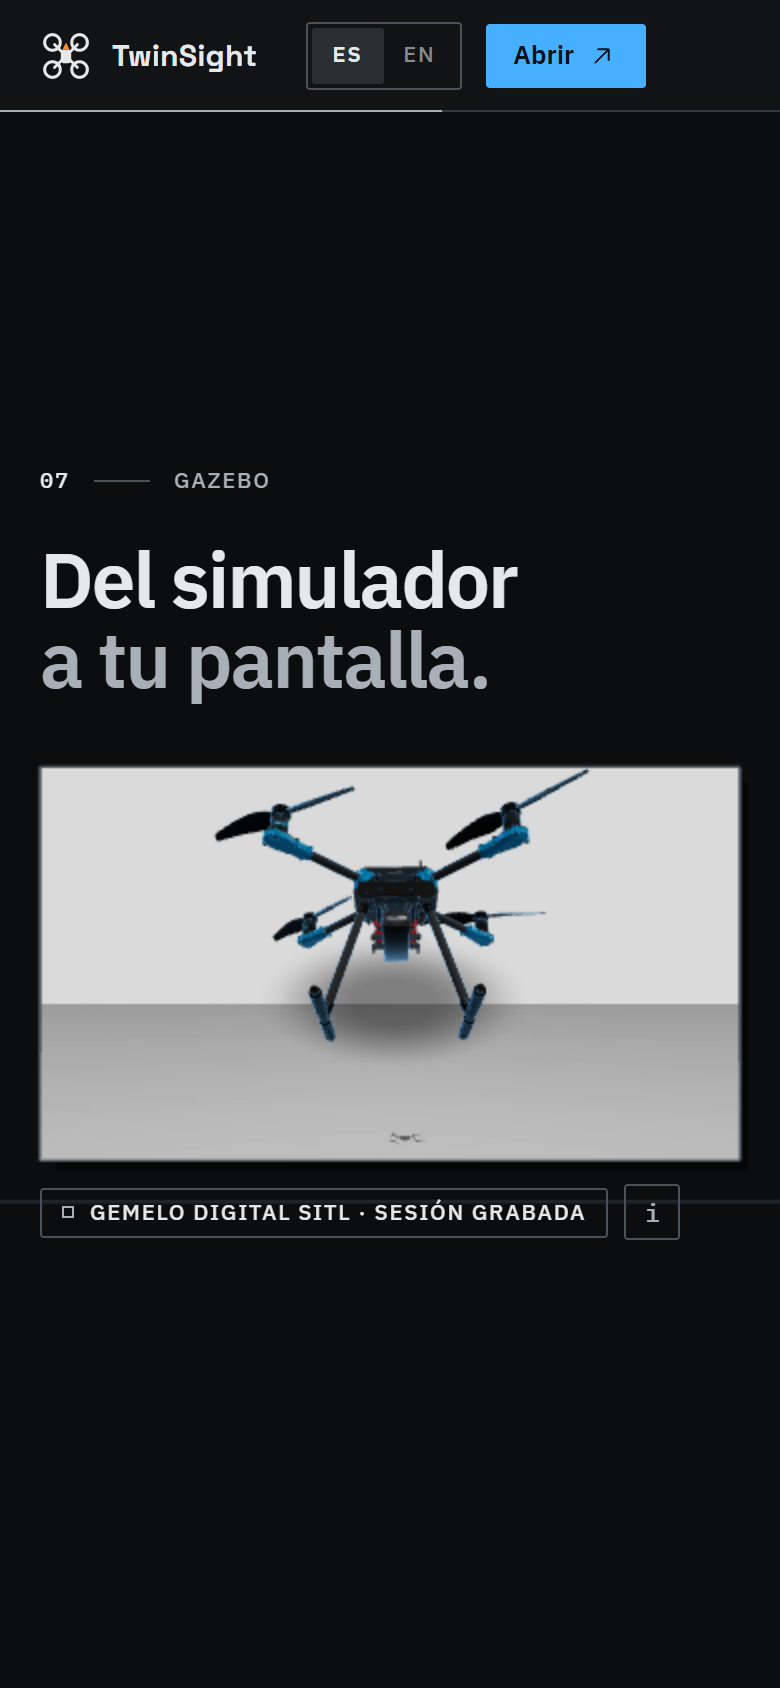 TwinSight
ES
EN
Abrir
07
GAZEBO
Del simulador
a tu pantalla.
GEMELO DIGITAL SITL · SESIÓN GRABADA
i